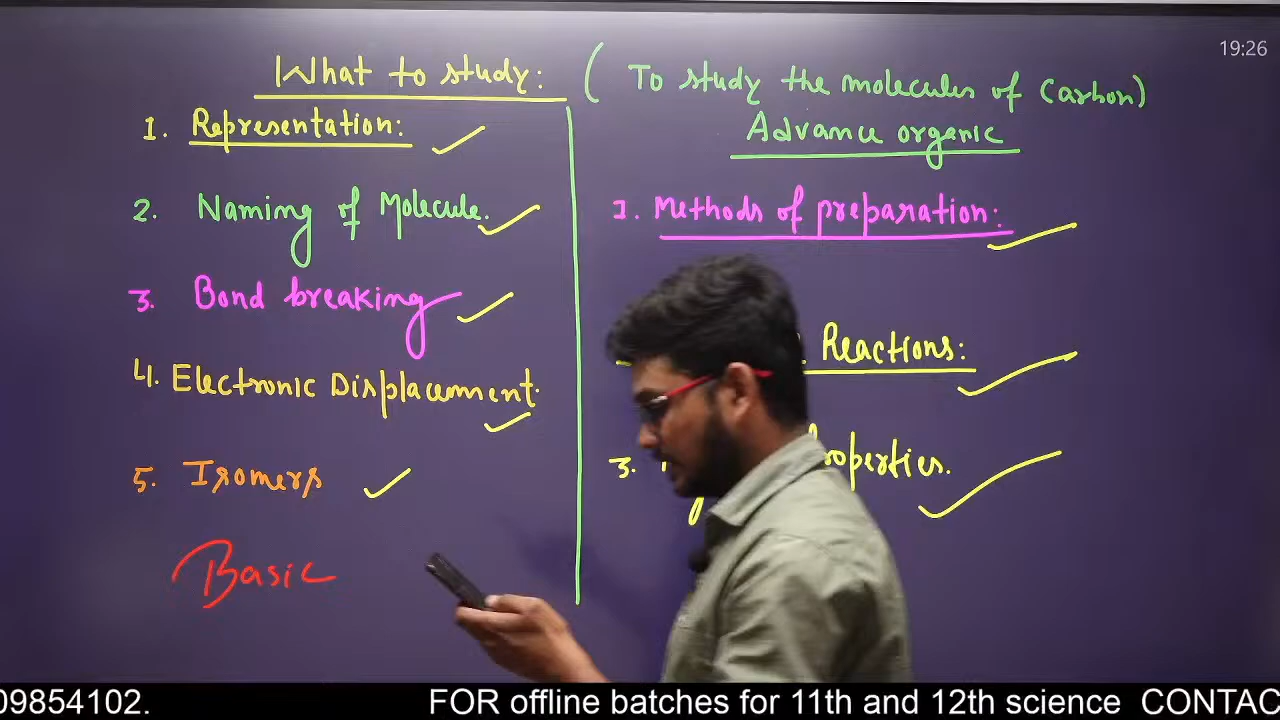 19:26
What to study: ( To study the molecules of Carbon)
Advance organic
1. Representation:
2. Naming of Molecule.
3. Bond breaking
4. Electronic Displacement.
5. Isomers
Basic
1. Methods of preparation:
Reactions:
3.
09854102. FOR offline batches for 11th and 12th science CONTAC